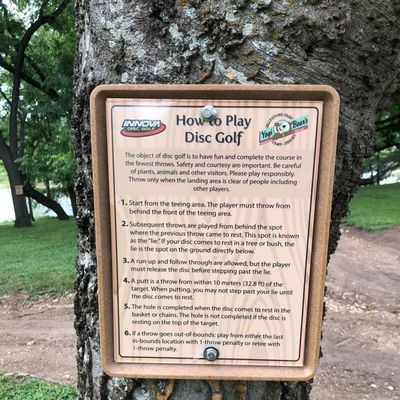 INNOVA
DISC GOLF
How to Play
Disc Golf
JELLYSTONE PARK
Yogi Bear's
CAMP-RESORT
The object of disc golf is to have fun and complete the course in
the fewest throws. Safety and courtesy are important. Be careful
of plants, animals and other visitors. Please play responsibly.
Throw only when the landing area is clear of people including
other players.
1. Start from the teeing area. The player must throw from
behind the front of the teeing area.
2. Subsequent throws are played from behind the spot
where the previous throw came to rest. This spot is known
as the "lie." If your disc comes to rest in a tree or bush, the
lie is the spot on the ground directly below.
3. A run-up and follow through are allowed, but the player
must release the disc before stepping past the lie.
4. A putt is a throw from within 10 meters (32.8 ft) of the
target. When putting, you may not step past your lie until
the disc comes to rest.
5. The hole is completed when the disc comes to rest in the
basket or chains. The hole is not completed if the disc is
resting on the top of the target.
6. If a throw goes out-of-bounds: play from either the last
in-bounds location with 1-throw penalty or retee with
1-throw penalty.